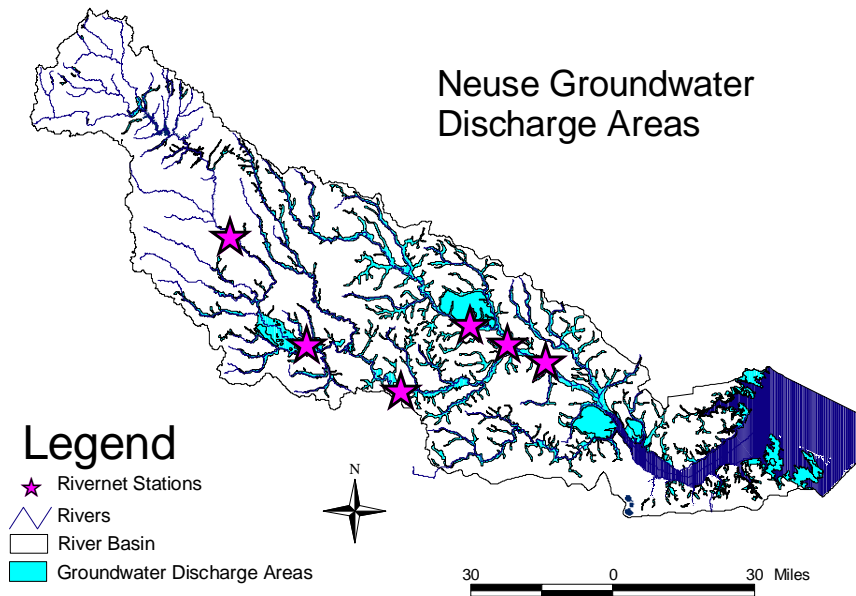 Neuse Groundwater
Discharge Areas
Legend
Rivernet Stations
Rivers
River Basin
Groundwater Discharge Areas
N
30 0 30 Miles